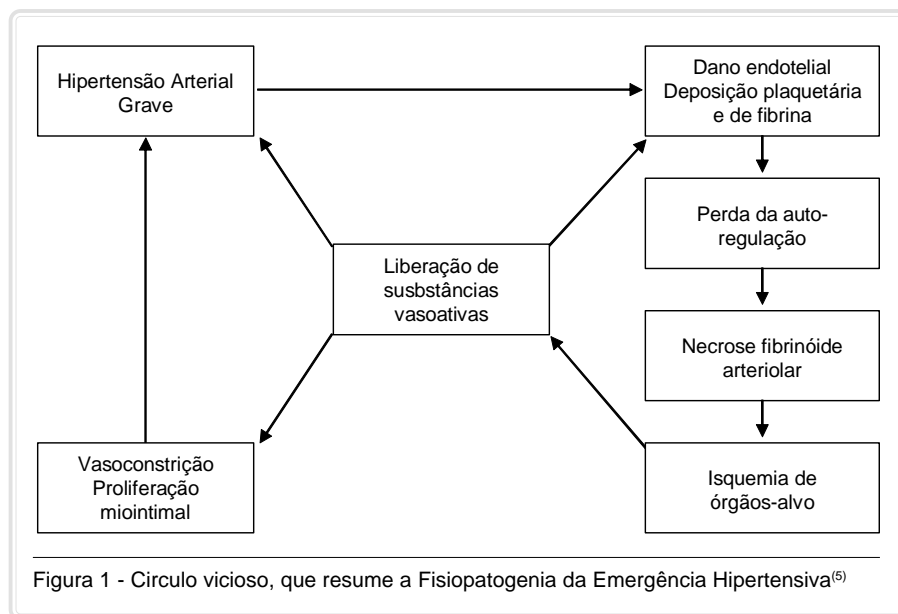 Hipertensão Arterial
Grave
Dano endotelial
Deposição plaquetária
e de fibrina
Perda da auto-
regulação
Liberação de
susbstâncias
vasoativas
Necrose fibrinóide
arteriolar
Vasoconstrição
Proliferação
miointimal
Isquemia de
órgãos-alvo
Figura 1 - Circulo vicioso, que resume a Fisiopatogenia da Emergência Hipertensiva(5)